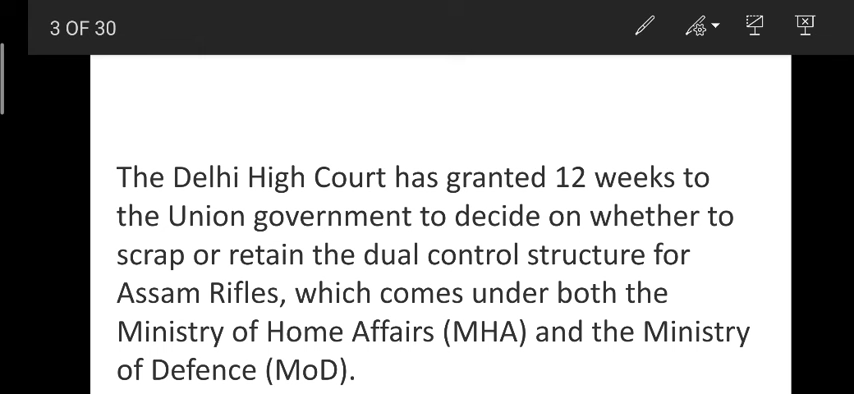 3 OF 30
The Delhi High Court has granted 12 weeks to
the Union government to decide on whether to
scrap or retain the dual control structure for
Assam Rifles, which comes under both the
Ministry of Home Affairs (MHA) and the Ministry
of Defence (MoD).